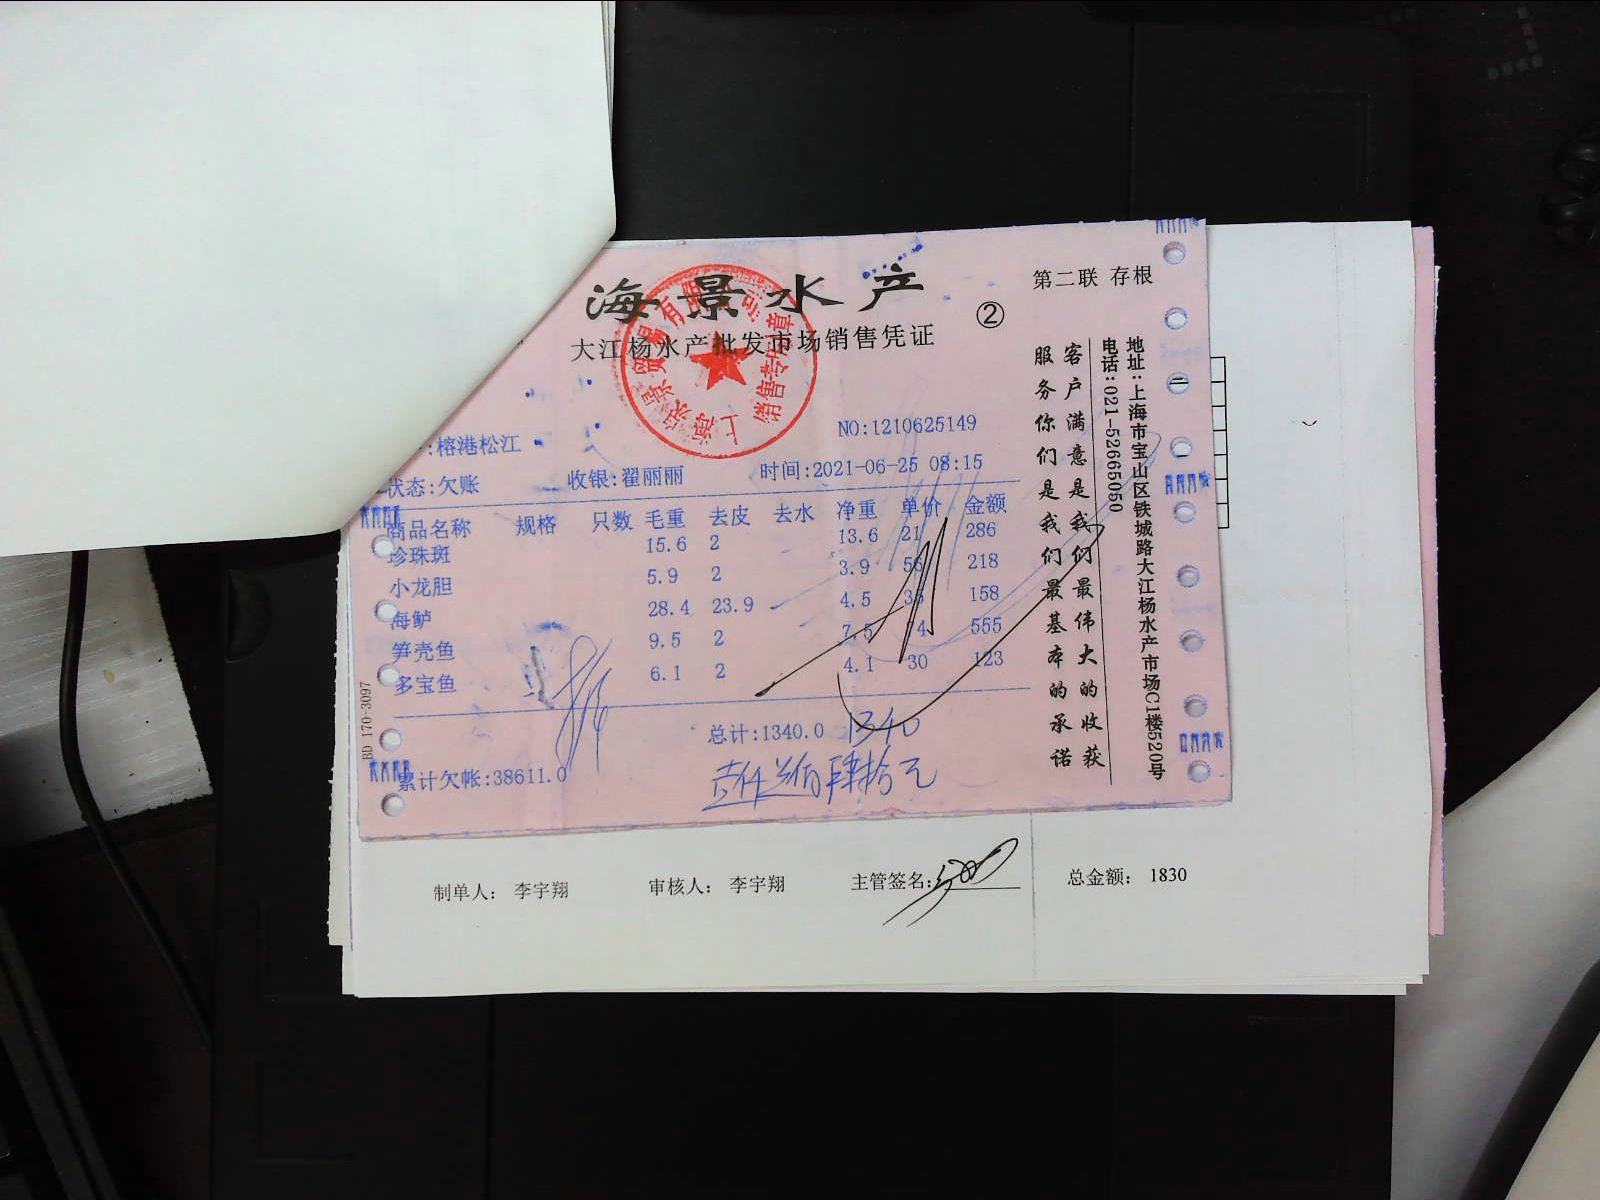 海景水产
第二联 存根
②
大江杨水产批发市场销售凭证
NO:1210625149
:榕港松江
状态:欠账 收银:翟丽丽 时间:2021-06-25 08:15
商品名称 规格 只数 毛重 去皮 去水 净重 单价 金额
珍珠斑 15.6 2 13.6 21 286
小龙胆 5.9 2 3.9 56 218
海鲈 28.4 23.9 4.5 158
笋壳鱼 9.5 2 7.5 555
多宝鱼 6.1 2 4.1 30 123
总计:1340.0 1340
累计欠帐:38611.0
壹仟叁佰肆拾元
客户满意是我们最伟大的收获
服务你们是我们最基本的承诺
地址:上海市宝山区铁城路大江杨水产市场C1楼520号
电话:021-52665050
BD 170-3097
制单人: 李宇翔 审核人: 李宇翔 主管签名: 总金额: 1830